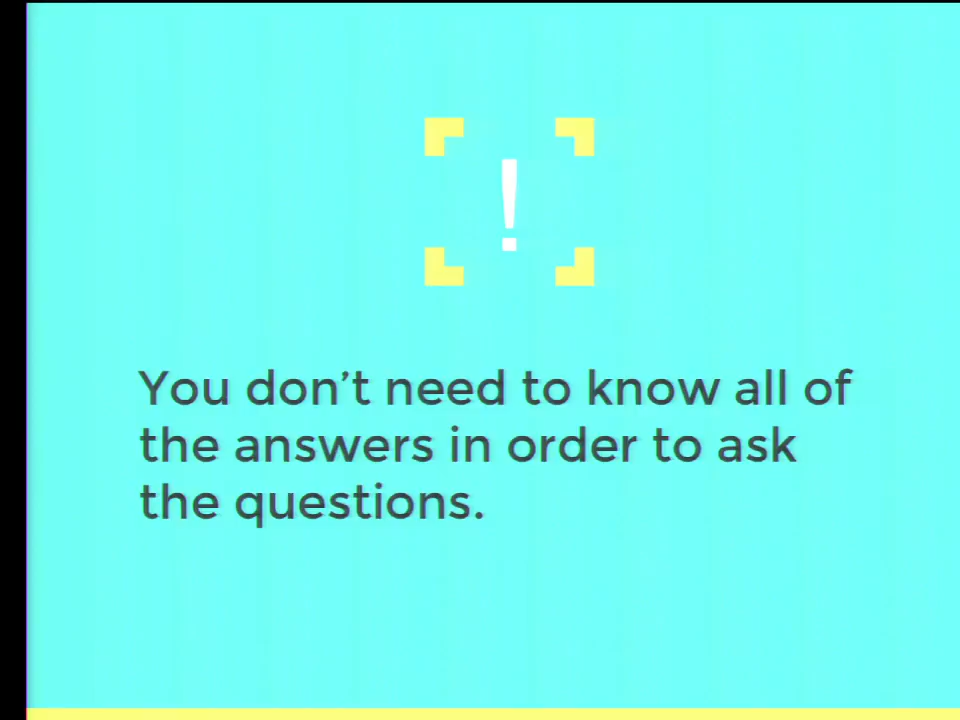 !
You don’t need to know all of
the answers in order to ask
the questions.